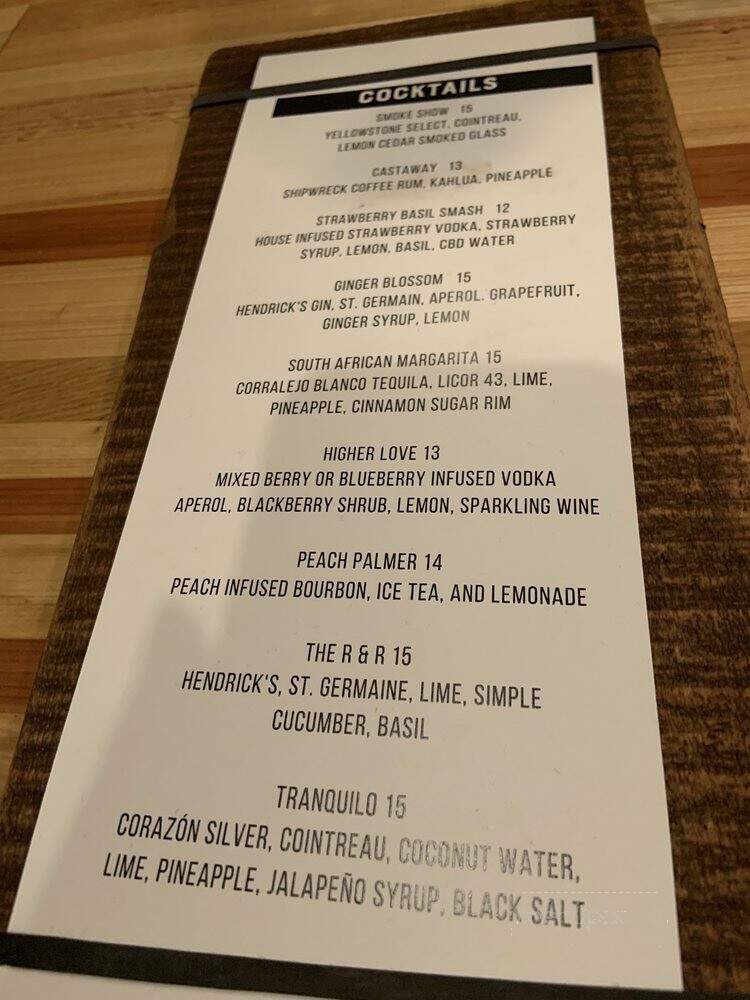 COCKTAILS
SMOKE SHOW 15
YELLOWSTONE SELECT, COINTREAU.
LEMON CEDAR SMOKED GLASS
CASTAWAY 13
SHIPWRECK COFFEE RUM, KAHLUA, PINEAPPLE
STRAWBERRY BASIL SMASH 12
HOUSE INFUSED STRAWBERRY VODKA, STRAWBERRY
SYRUP, LEMON, BASIL, CBD WATER
GINGER BLOSSOM 15
HENDRICK'S GIN, ST. GERMAIN, APEROL. GRAPEFRUIT,
GINGER SYRUP, LEMON
SOUTH AFRICAN MARGARITA 15
CORRALEJO BLANCO TEQUILA, LICOR 43, LIME,
PINEAPPLE, CINNAMON SUGAR RIM
HIGHER LOVE 13
MIXED BERRY OR BLUEBERRY INFUSED VODKA
APEROL, BLACKBERRY SHRUB, LEMON, SPARKLING WINE
PEACH PALMER 14
PEACH INFUSED BOURBON, ICE TEA, AND LEMONADE
THE R & R 15
HENDRICK'S, ST. GERMAINE, LIME, SIMPLE
CUCUMBER, BASIL
TRANQUILO 15
CORAZÓN SILVER, COINTREAU, COCONUT WATER,
LIME, PINEAPPLE, JALAPEÑO SYRUP, BLACK SALT